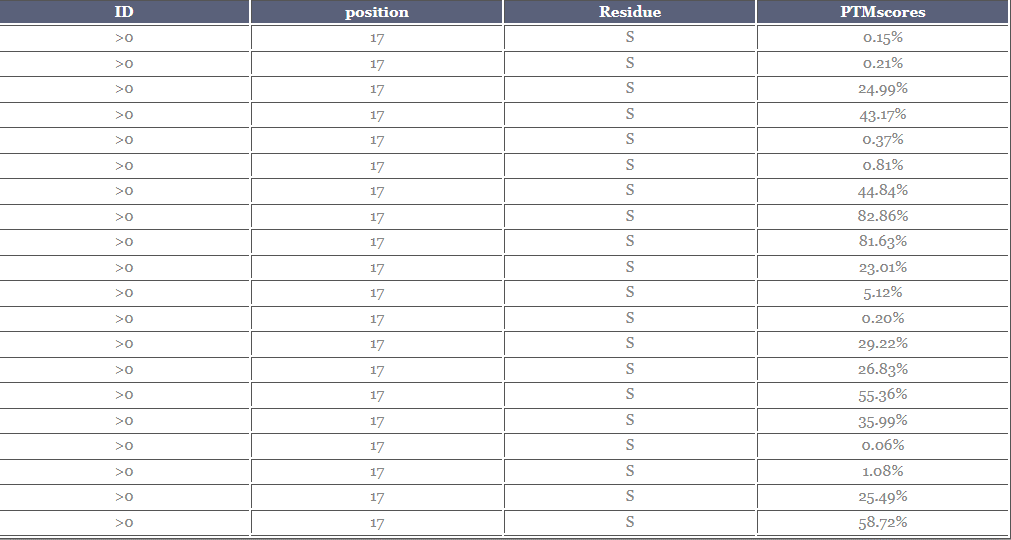 ID position Residue PTMscores
>0 17 S 0.15%
>0 17 S 0.21%
>0 17 S 24.99%
>0 17 S 43.17%
>0 17 S 0.37%
>0 17 S 0.81%
>0 17 S 44.84%
>0 17 S 82.86%
>0 17 S 81.63%
>0 17 S 23.01%
>0 17 S 5.12%
>0 17 S 0.20%
>0 17 S 29.22%
>0 17 S 26.83%
>0 17 S 55.36%
>0 17 S 35.99%
>0 17 S 0.06%
>0 17 S 1.08%
>0 17 S 25.49%
>0 17 S 58.72%